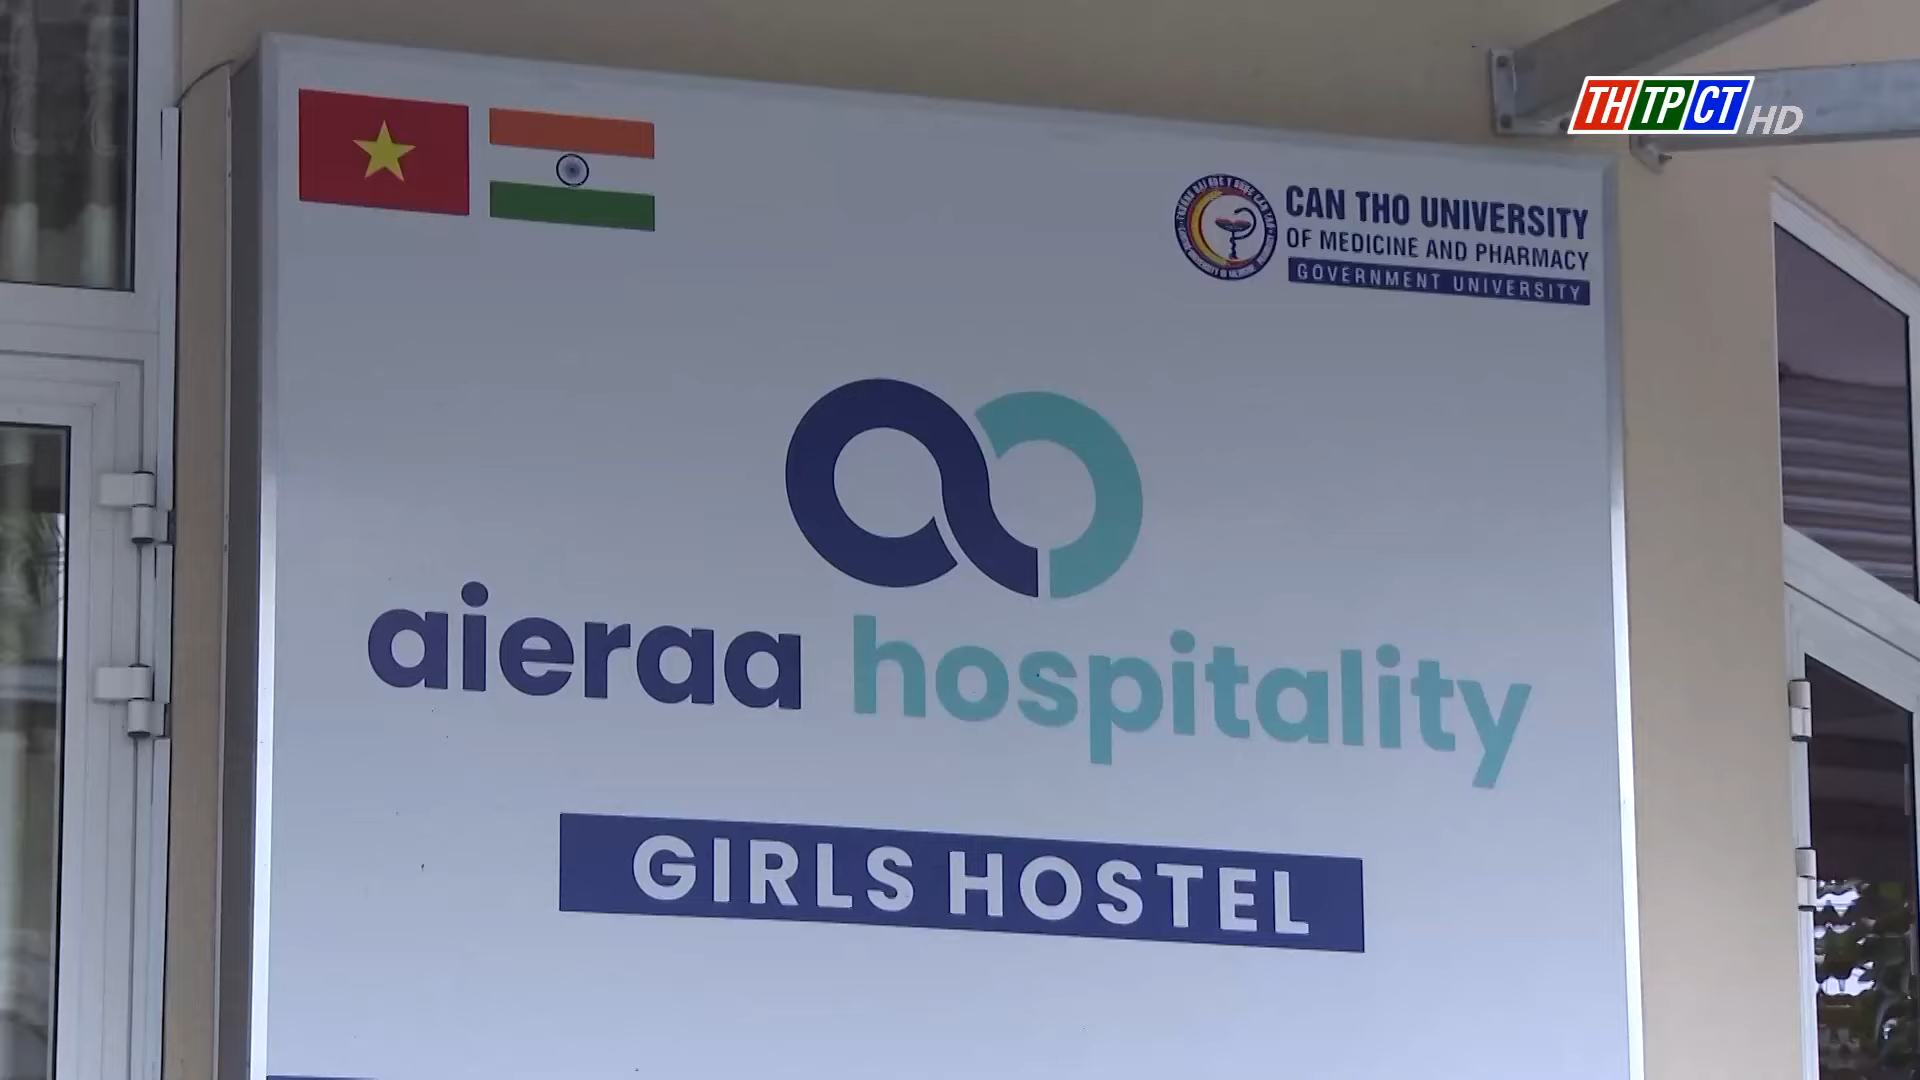 THTPCT HD
CAN THO UNIVERSITY
OF MEDICINE AND PHARMACY
GOVERNMENT UNIVERSITY
aieraa hospitality
GIRLS HOSTEL